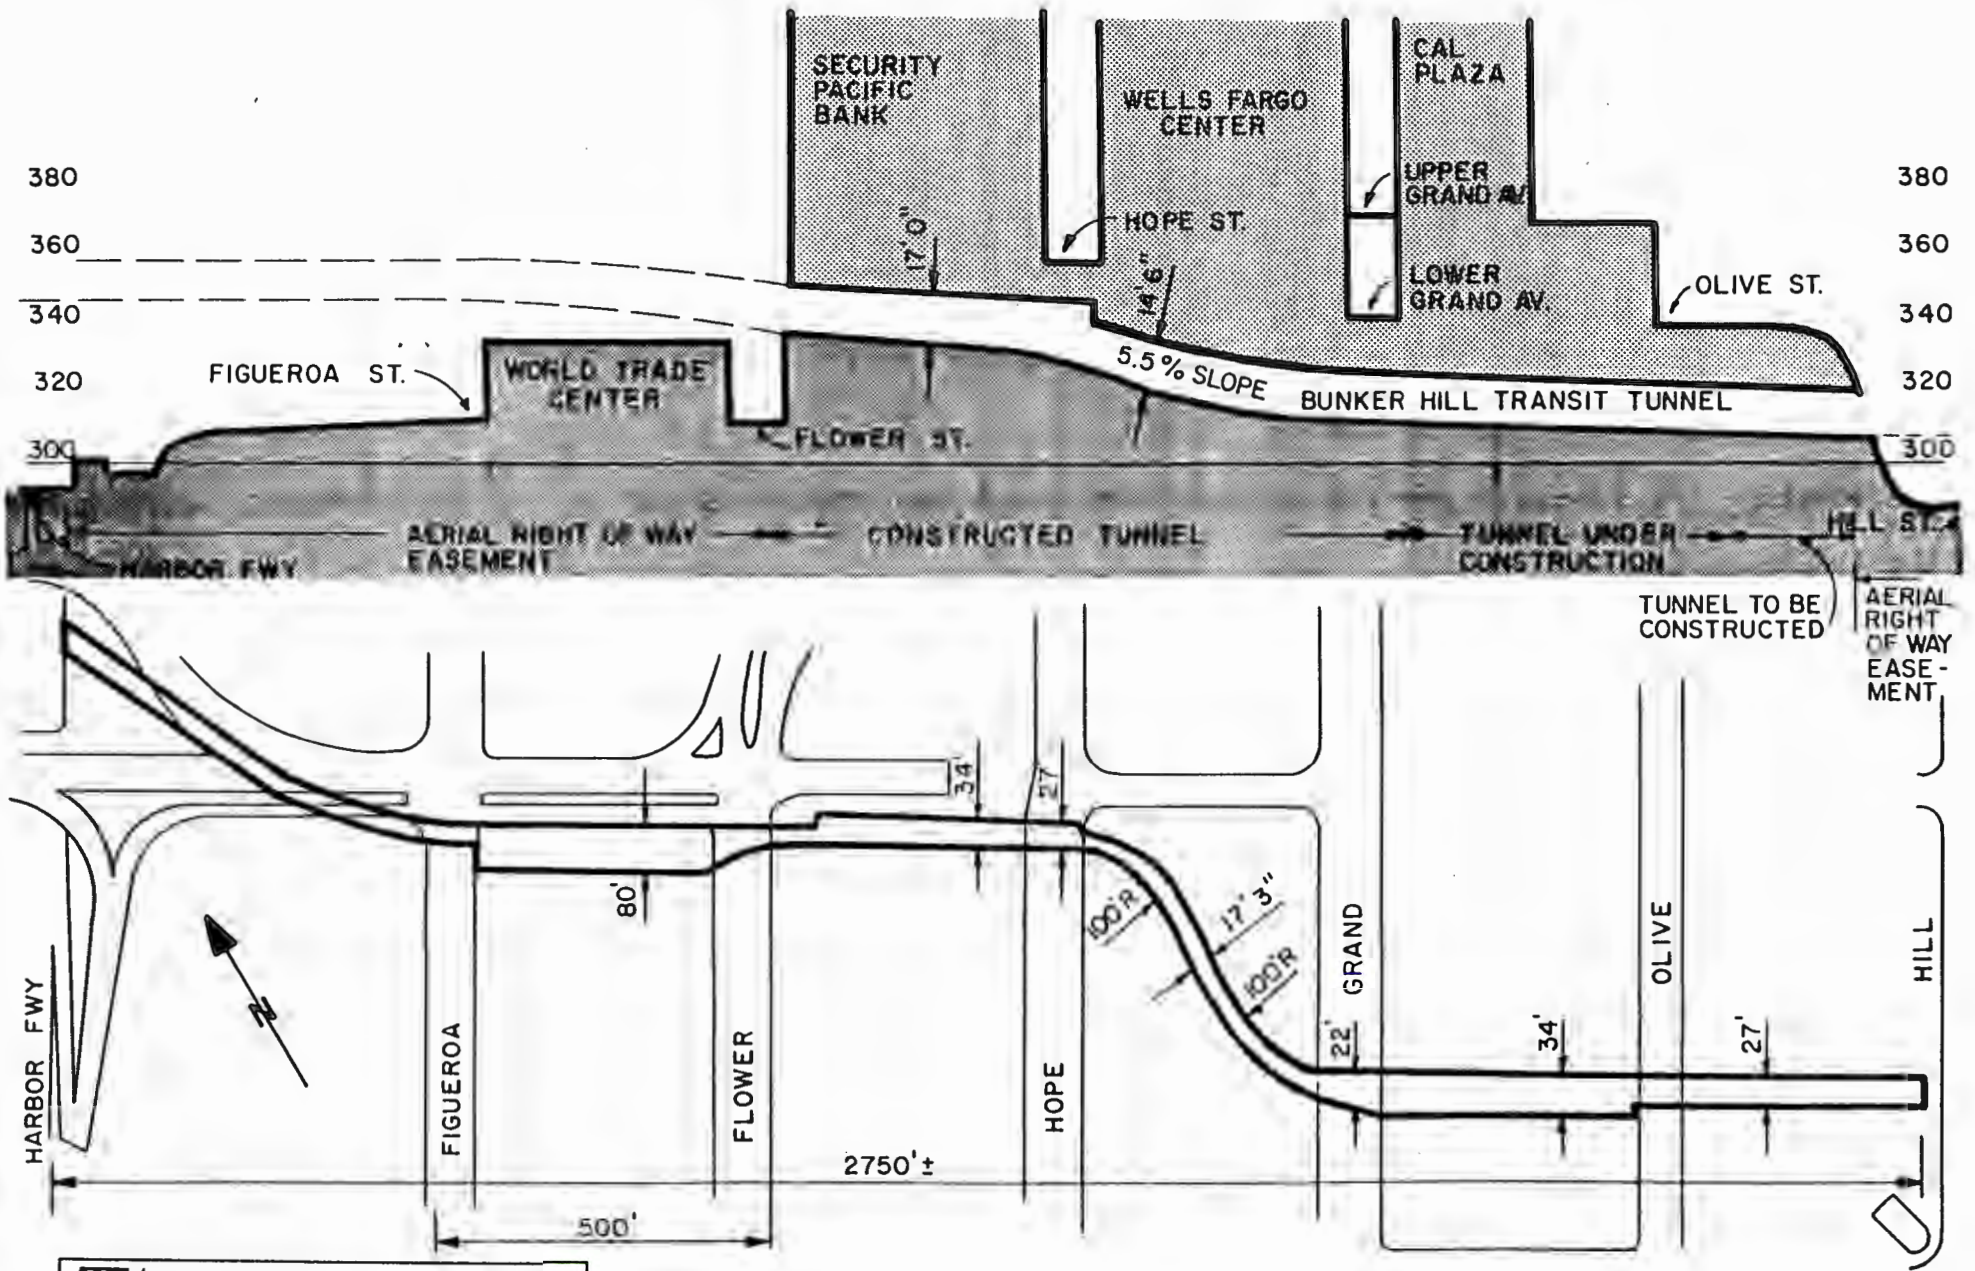 SECURITY
PACIFIC
BANK
WELLS FARGO
CENTER
CAL
PLAZA
380
380
UPPER
GRAND AV.
HOPE ST.
17' 0"
360
360
14' 6"
LOWER
GRAND AV.
OLIVE ST.
340
340
FIGUEROA ST.
WORLD TRADE
CENTER
5.5% SLOPE
320
320
BUNKER HILL TRANSIT TUNNEL
FLOWER ST.
300
300
AERIAL RIGHT OF WAY
EASEMENT
CONSTRUCTED TUNNEL
TUNNEL UNDER
CONSTRUCTION
HILL ST.
HARBOR FWY
TUNNEL TO BE
CONSTRUCTED
AERIAL
RIGHT
OF WAY
EASE-
MENT
34'
27'
80'
100'R
17' 3"
100'R
N
22'
34'
27'
HARBOR FWY
FIGUEROA
FLOWER
HOPE
GRAND
OLIVE
HILL
2750'±
500'